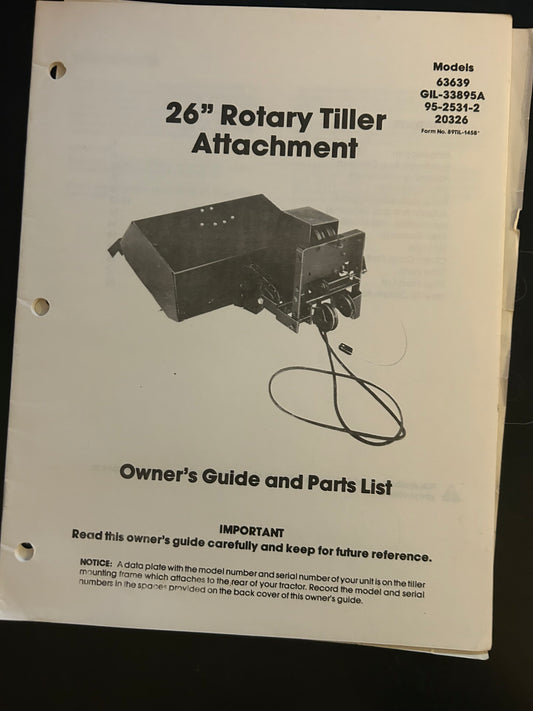 Models
63639
GIL-33895A
95-2531-2
20326
Form No. 89TIL-1458
26" Rotary Tiller
Attachment
Owner's Guide and Parts List
IMPORTANT
Read this owner's guide carefully and keep for future reference.
NOTICE: A data plate with the model number and serial number of your unit is on the tiller
mounting frame which attaches to the rear of your tractor. Record the model and serial
numbers in the spaces provided on the back cover of this owner's guide.